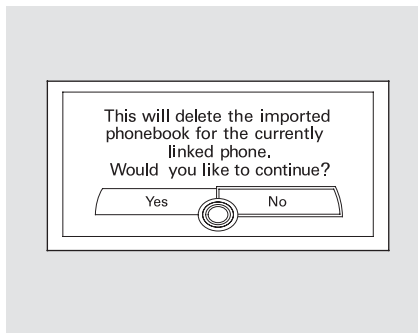 This will delete the imported
phonebook for the currently
linked phone.
Would you like to continue?
Yes No